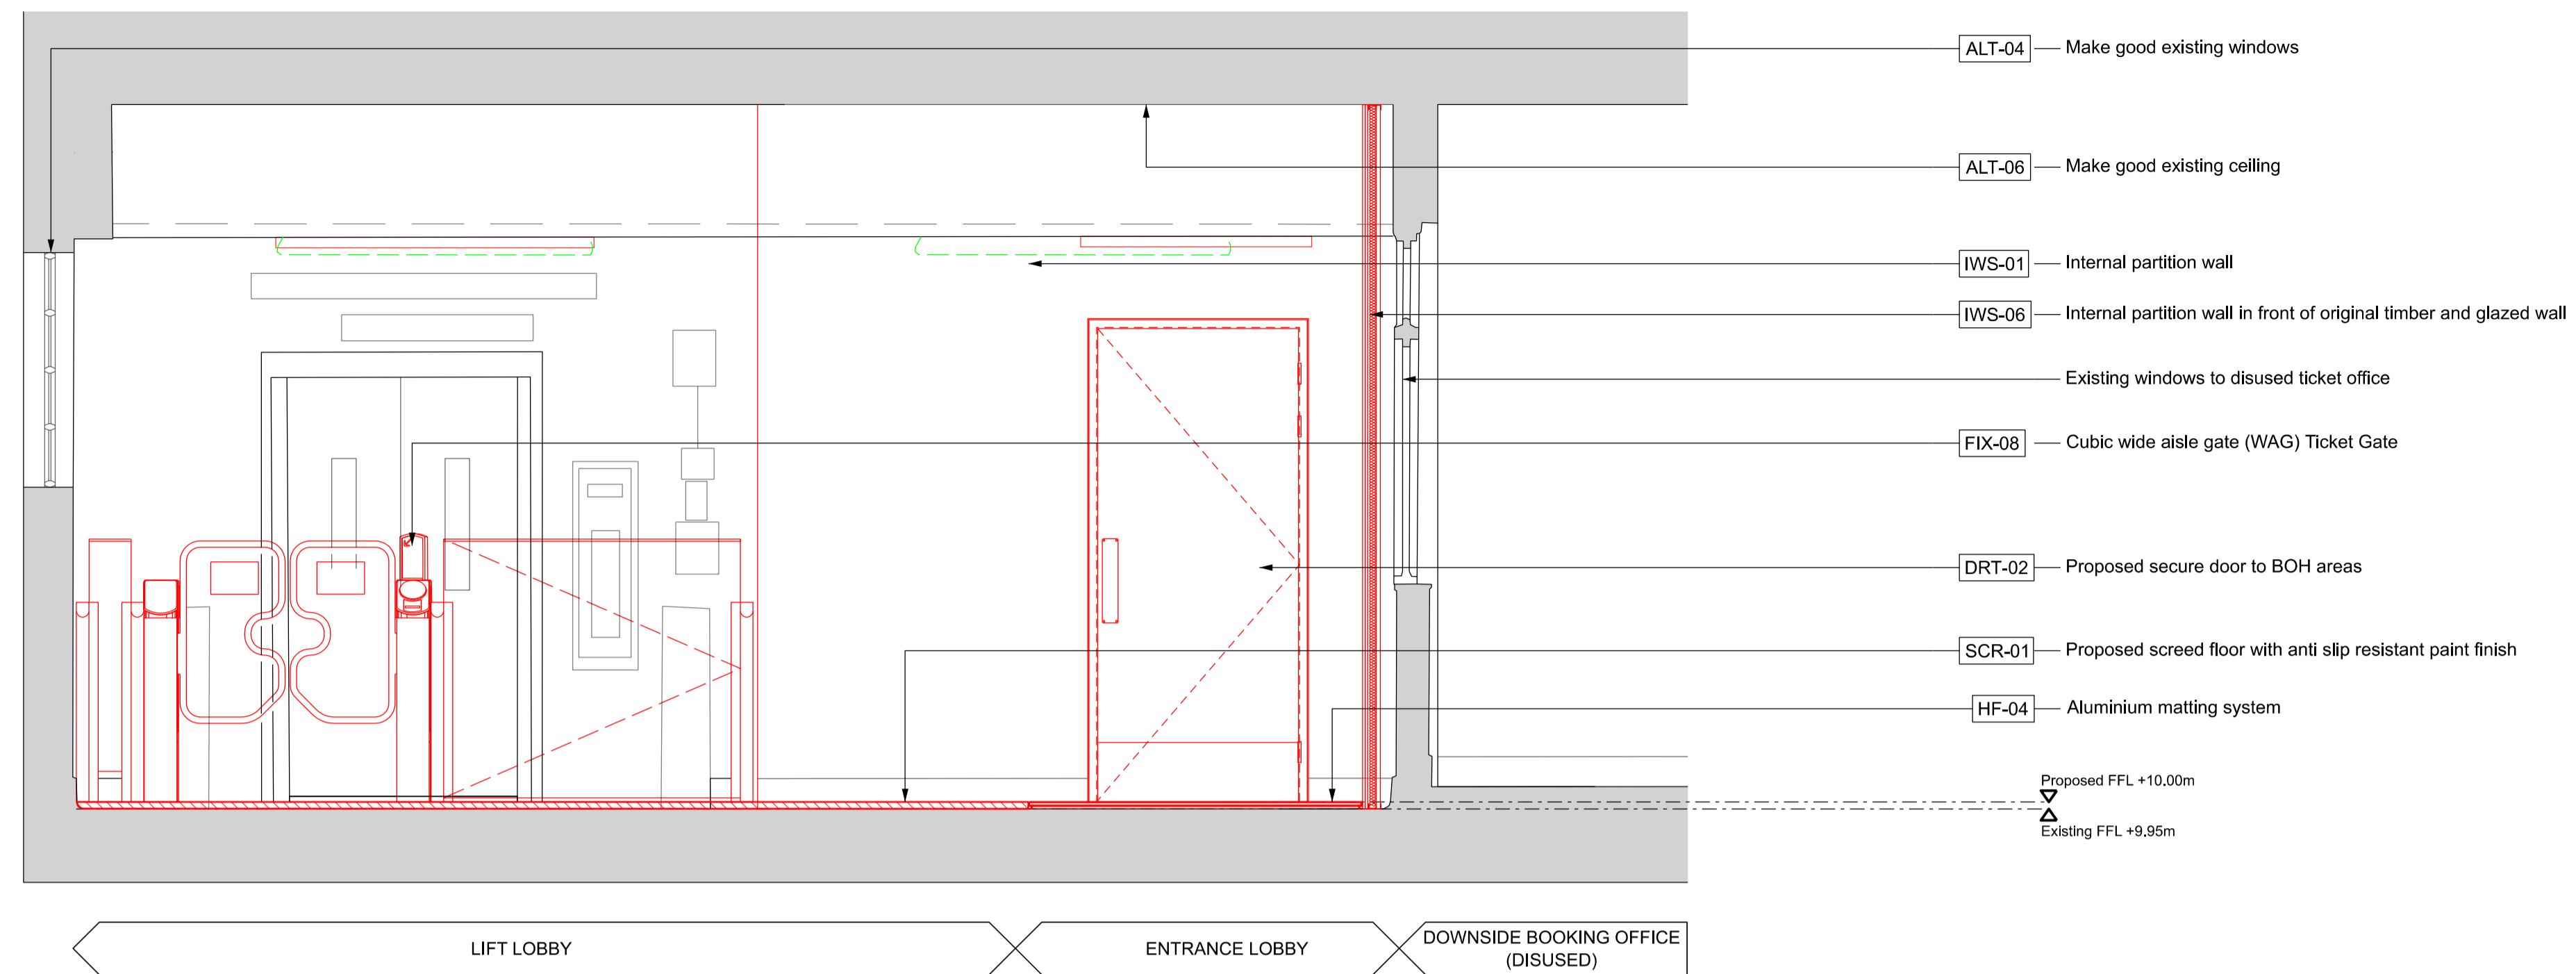 ALT-04 Make good existing windows
ALT-06 Make good existing ceiling
IWS-01 Internal partition wall
IWS-06 Internal partition wall in front of original timber and glazed wall
Existing windows to disused ticket office
FIX-08 Cubic wide aisle gate (WAG) Ticket Gate
DRT-02 Proposed secure door to BOH areas
SCR-01 Proposed screed floor with anti slip resistant paint finish
HF-04 Aluminium matting system
Proposed FFL +10.00m
Existing FFL +9.95m
LIFT LOBBY
ENTRANCE LOBBY
DOWNSIDE BOOKING OFFICE
(DISUSED)